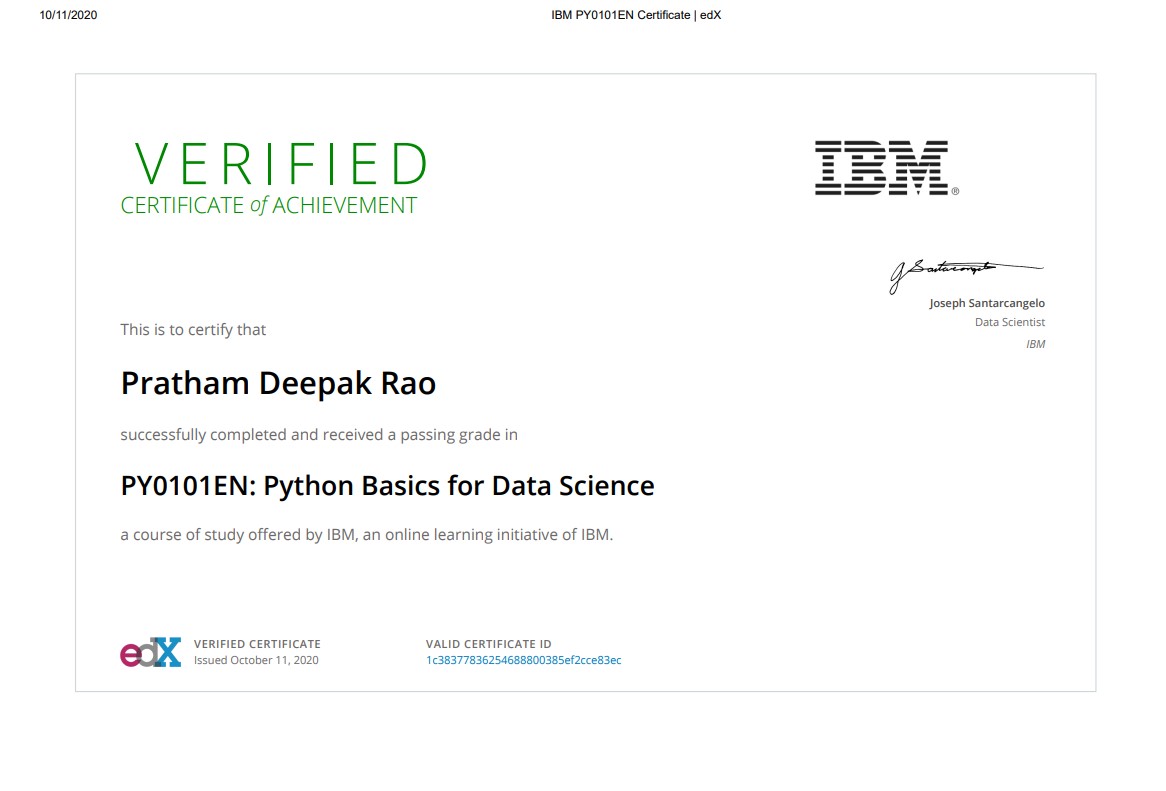 10/11/2020
IBM PY0101EN Certificate | edX
VERIFIED
CERTIFICATE of ACHIEVEMENT
IBM®
Joseph Santarcangelo
Data Scientist
IBM
This is to certify that
Pratham Deepak Rao
successfully completed and received a passing grade in
PY0101EN: Python Basics for Data Science
a course of study offered by IBM, an online learning initiative of IBM.
edX
VERIFIED CERTIFICATE
Issued October 11, 2020
VALID CERTIFICATE ID
1c38377836254688800385ef2cce83ec